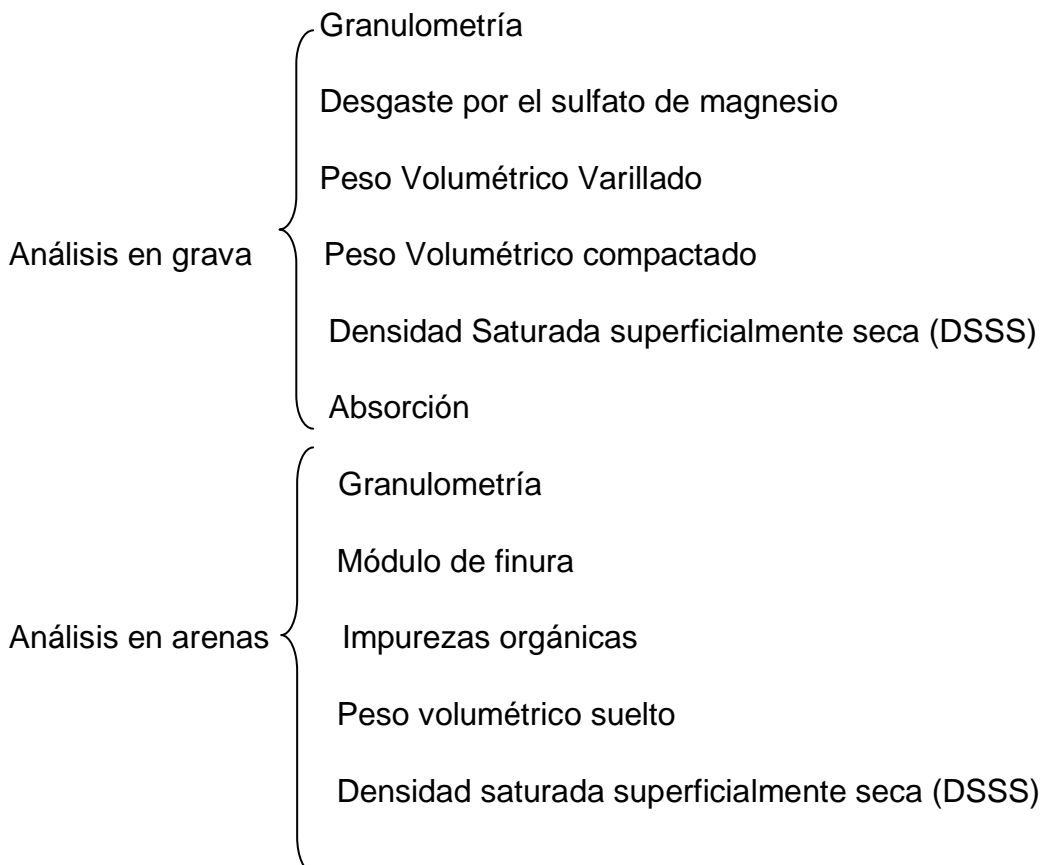 Granulometría
Desgaste por el sulfato de magnesio
Peso Volumétrico Varillado
Análisis en grava Peso Volumétrico compactado
Densidad Saturada superficialmente seca (DSSS)
Absorción
Granulometría
Módulo de finura
Análisis en arenas Impurezas orgánicas
Peso volumétrico suelto
Densidad saturada superficialmente seca (DSSS)